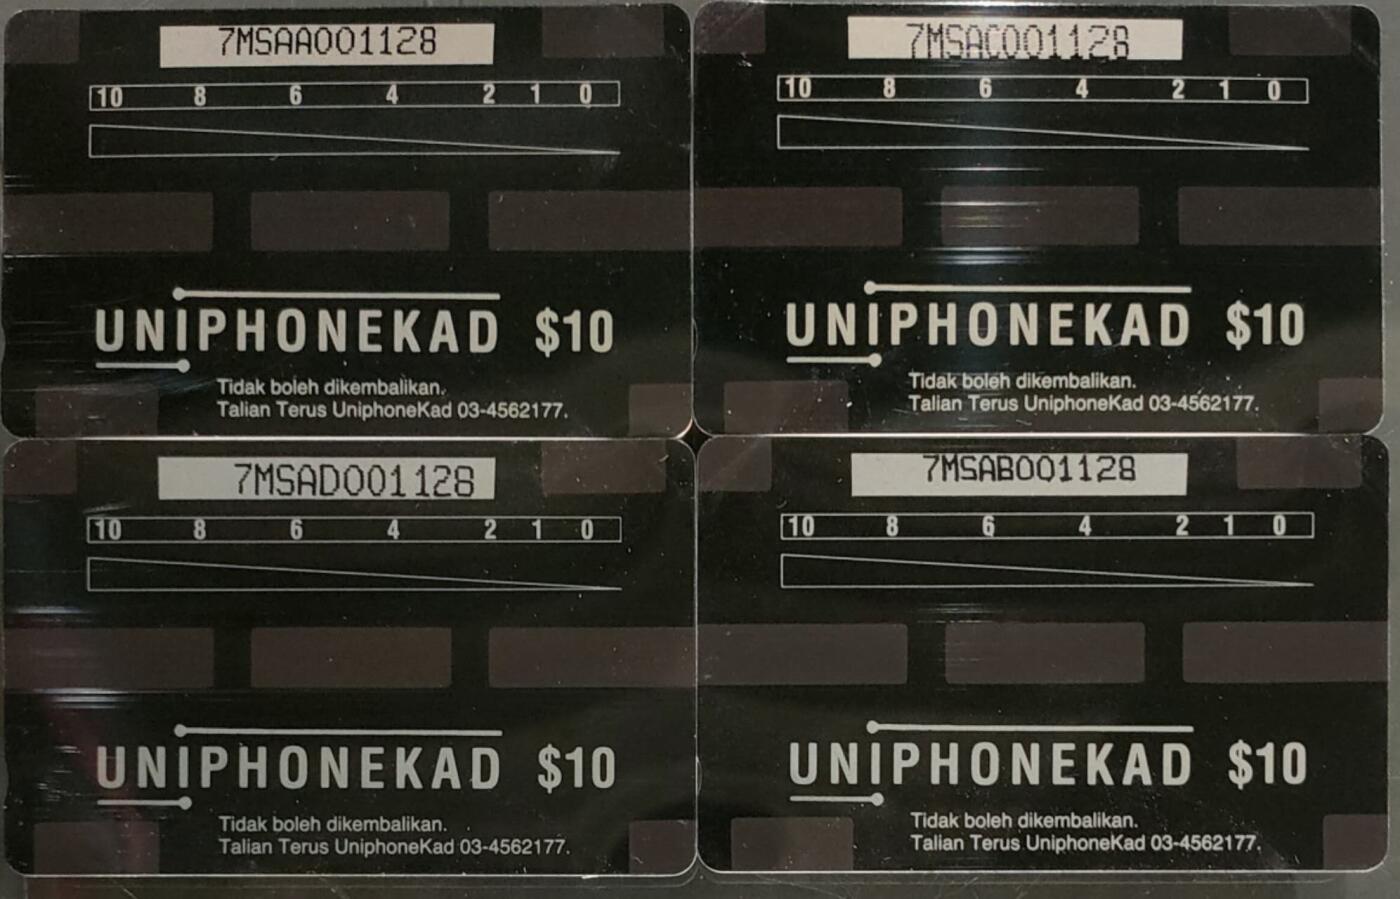 7MSAA001128
10 8 6 4 2 1 0
UNIPHONEKAD $10
Tidak boleh dikembalikan.
Talian Terus UniphoneKad 03-4562177.
7MSAC001128
10 8 6 4 2 1 0
UNIPHONEKAD $10
Tidak boleh dikembalikan.
Talian Terus UniphoneKad 03-4562177.
7MSAD001128
10 8 6 4 2 1 0
UNIPHONEKAD $10
Tidak boleh dikembalikan.
Talian Terus UniphoneKad 03-4562177.
7MSAB001128
10 8 6 4 2 1 0
UNIPHONEKAD $10
Tidak boleh dikembalikan.
Talian Terus UniphoneKad 03-4562177.